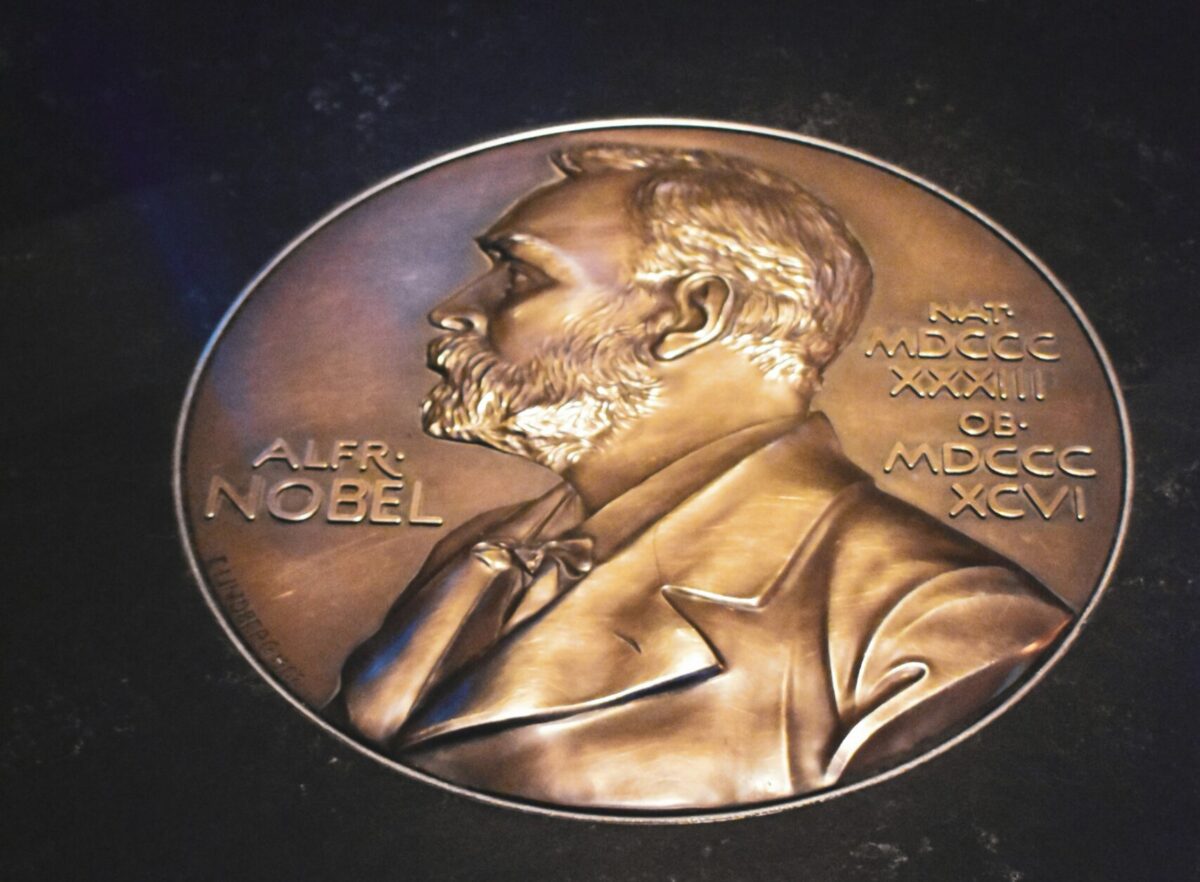 ALFR·
NOBEL
NAT·
MDCCC
XXXIII
OB·
MDCCC
XCVI